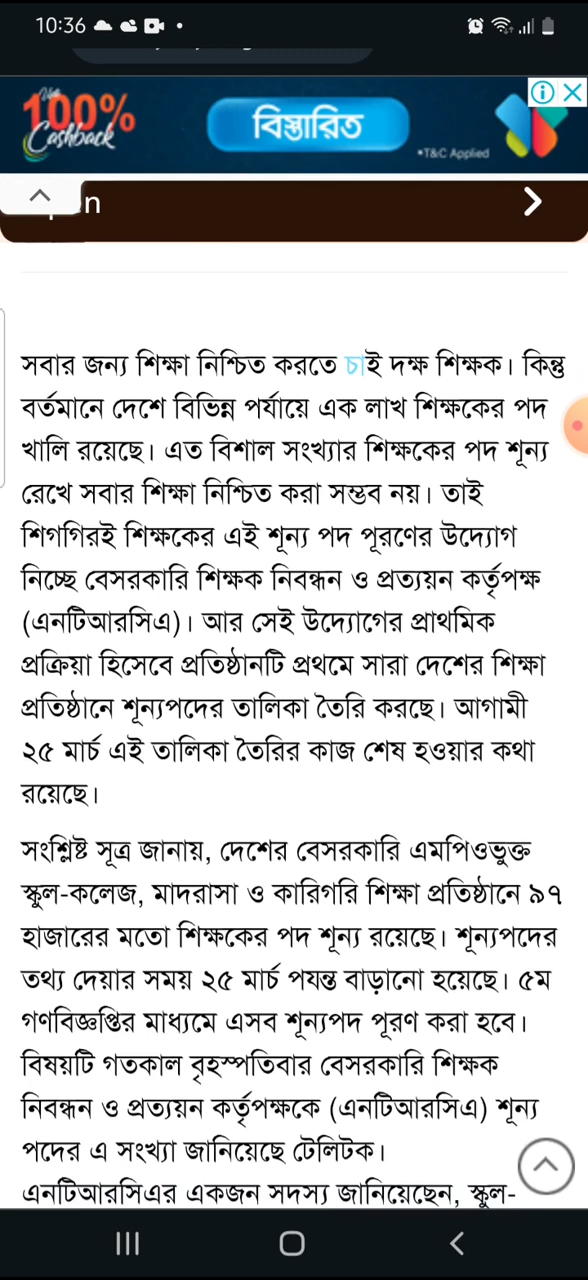 10:36
100%
Cashback
বিস্তারিত
*T&C Applied
সবার জন্য শিক্ষা নিশ্চিত করতে চাই দক্ষ শিক্ষক। কিন্তু
বর্তমানে দেশে বিভিন্ন পর্যায়ে এক লাখ শিক্ষকের পদ
খালি রয়েছে। এত বিশাল সংখ্যার শিক্ষকের পদ শূন্য
রেখে সবার শিক্ষা নিশ্চিত করা সম্ভব নয়। তাই
শিগগিরই শিক্ষকের এই শূন্য পদ পূরণের উদ্যোগ
নিচ্ছে বেসরকারি শিক্ষক নিবন্ধন ও প্রত্যয়ন কর্তৃপক্ষ
(এনটিআরসিএ)। আর সেই উদ্যোগের প্রাথমিক
প্রক্রিয়া হিসেবে প্রতিষ্ঠানটি প্রথমে সারা দেশের শিক্ষা
প্রতিষ্ঠানে শূন্যপদের তালিকা তৈরি করছে। আগামী
২৫ মার্চ এই তালিকা তৈরির কাজ শেষ হওয়ার কথা
রয়েছে।
সংশ্লিষ্ট সূত্র জানায়, দেশের বেসরকারি এমপিওভুক্ত
স্কুল-কলেজ, মাদরাসা ও কারিগরি শিক্ষা প্রতিষ্ঠানে ৯৭
হাজারের মতো শিক্ষকের পদ শূন্য রয়েছে। শূন্যপদের
তথ্য দেয়ার সময় ২৫ মার্চ পযন্ত বাড়ানো হয়েছে। ৫ম
গণবিজ্ঞপ্তির মাধ্যমে এসব শূন্যপদ পূরণ করা হবে।
বিষয়টি গতকাল বৃহস্পতিবার বেসরকারি শিক্ষক
নিবন্ধন ও প্রত্যয়ন কর্তৃপক্ষকে (এনটিআরসিএ) শূন্য
পদের এ সংখ্যা জানিয়েছে টেলিটক।
এনটিআরসিএর একজন সদস্য জানিয়েছেন, স্কুল-